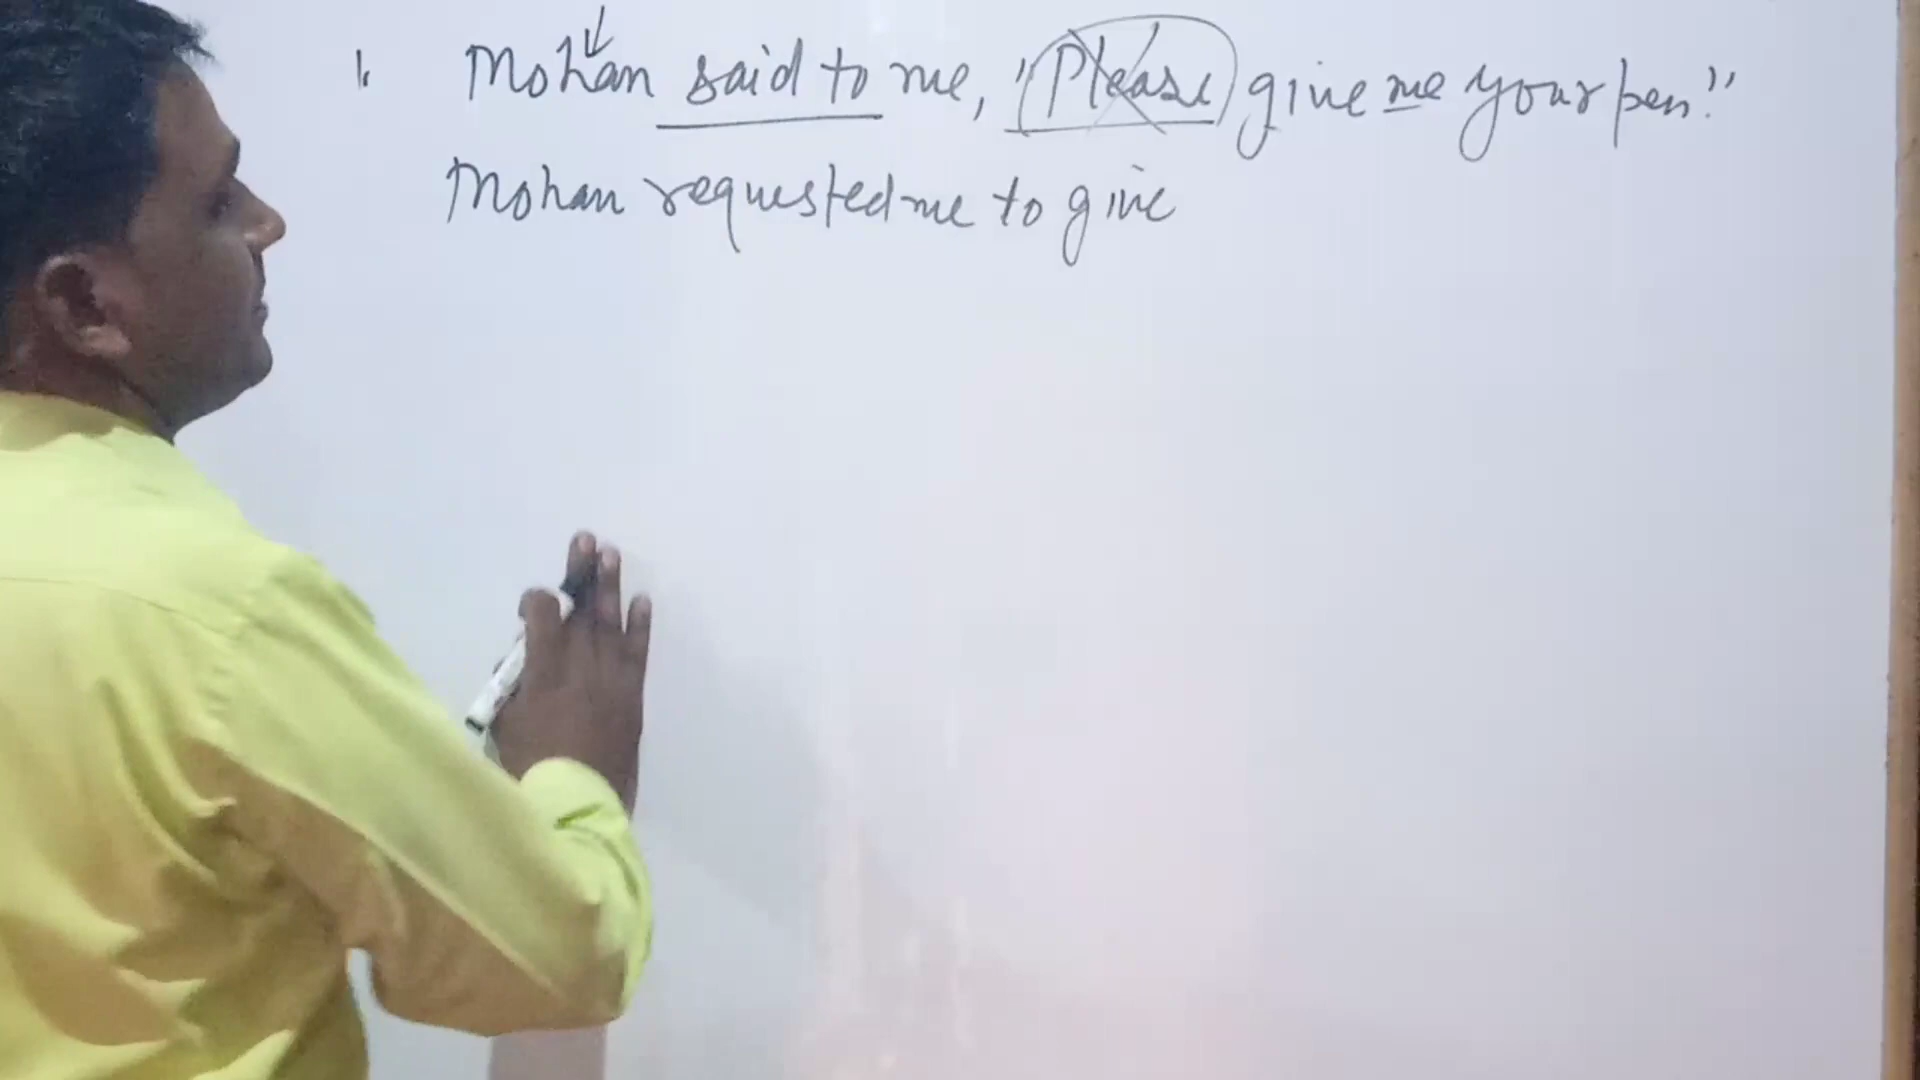 1. Mohan said to me, "Please give me your pen."
Mohan requested me to give